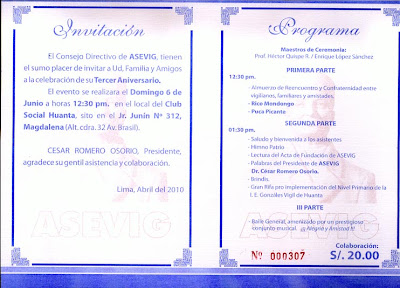 Invitación
El Consejo Directivo de ASEVIG, tienen
el sumo placer de invitar a Ud, Familia y Amigos
a la celebración de su Tercer Aniversario.
El evento se realizara el Domingo 6 de
Junio a horas 12:30 pm. en el local del Club
Social Huanta, sito en el Jr. Junín Nº 312,
Magdalena (Alt. cdra. 32 Av. Brasil).
CESAR ROMERO OSORIO, Presidente,
agradece su gentil asistencia y colaboración.
Lima, Abril del 2010
ASEVIG
Programa
Maestros de Ceremonia:
Prof. Héctor Quispe R. / Enrique López Sánchez
PRIMERA PARTE
12:30 pm.
- Almuerzo de Reencuentro y Confraternidad entre
vigilantes, familiares y amistades.
- Rico Mondongo
- Puca Picante
SEGUNDA PARTE
01:30 pm.
- Saludo y bienvenida a los asistentes
- Himno Patrio
- Lectura del Acta de Fundación de ASEVIG
- Palabras del Presidente de ASEVIG
Dr. César Romero Osorio.
- Brindis.
- Gran Rifa pro implementación del Nivel Primario de la
I. E. Gonzáles Vigil de Huanta
III PARTE
- Baile General, amenizado por un prestigioso
conjunto musical. ¡¡¡ Alegría y Amistad !!!
ASEVIG
Colaboración:
Nº 000307 S/. 20.00